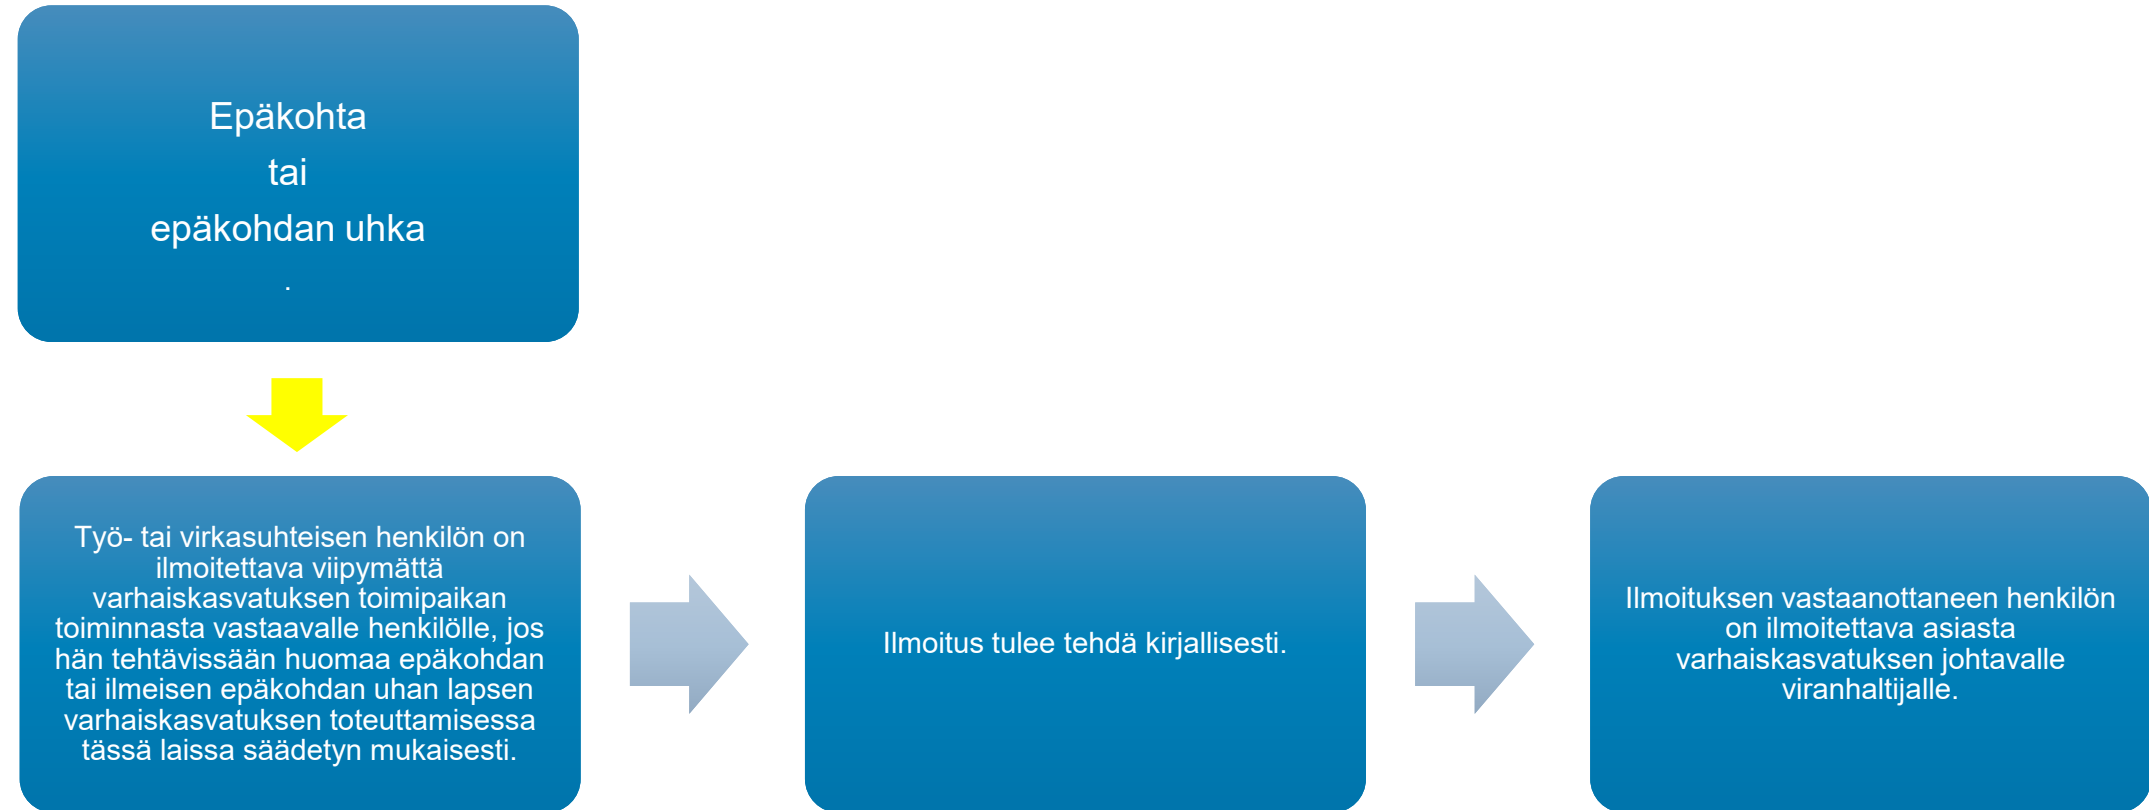 Epäkohta
tai
epäkohdan uhka
.
Työ- tai virkasuhteisen henkilön on
ilmoitettava viipymättä
varhaiskasvatuksen toimipaikan
toiminnasta vastaavalle henkilölle, jos
hän tehtävissään huomaa epäkohdan
tai ilmeisen epäkohdan uhan lapsen
varhaiskasvatuksen toteuttamisessa
tässä laissa säädetyn mukaisesti.
Ilmoitus tulee tehdä kirjallisesti.
Ilmoituksen vastaanottaneen henkilön
on ilmoitettava asiasta
varhaiskasvatuksen johtavalle
viranhaltijalle.